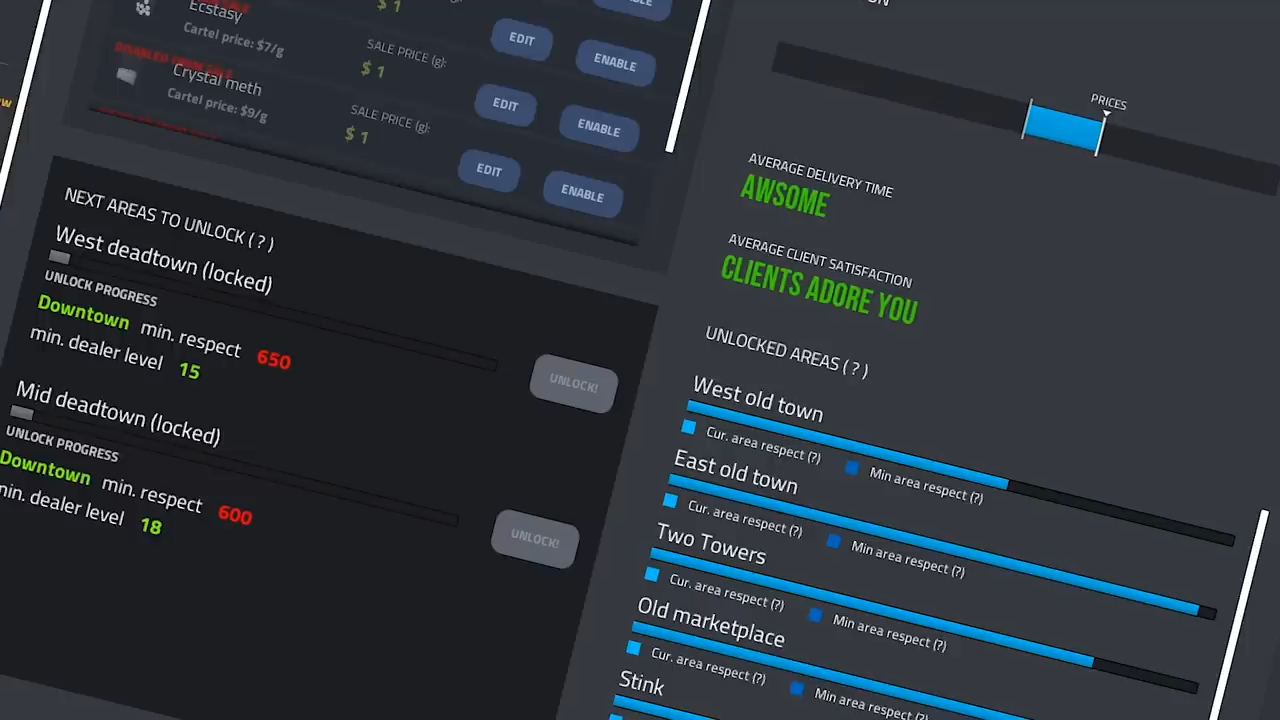 Ecstasy
Cartel price: $7/g
$ 1
EDIT
ENABLE
Crystal meth
Cartel price: $9/g
SALE PRICE (g):
$ 1
EDIT
ENABLE
SALE PRICE (g):
$ 1
EDIT
ENABLE
NEXT AREAS TO UNLOCK ( ? )
West deadtown (locked)
UNLOCK PROGRESS
Downtown min. respect 650
min. dealer level 15
UNLOCK!
Mid deadtown (locked)
UNLOCK PROGRESS
Downtown min. respect 600
min. dealer level 18
UNLOCK!
PRICES
AVERAGE DELIVERY TIME
AWSOME
AVERAGE CLIENT SATISFACTION
CLIENTS ADORE YOU
UNLOCKED AREAS ( ? )
West old town
Cur. area respect (?) Min area respect (?)
East old town
Cur. area respect (?) Min area respect (?)
Two Towers
Cur. area respect (?) Min area respect (?)
Old marketplace
Cur. area respect (?) Min area respect (?)
Stink